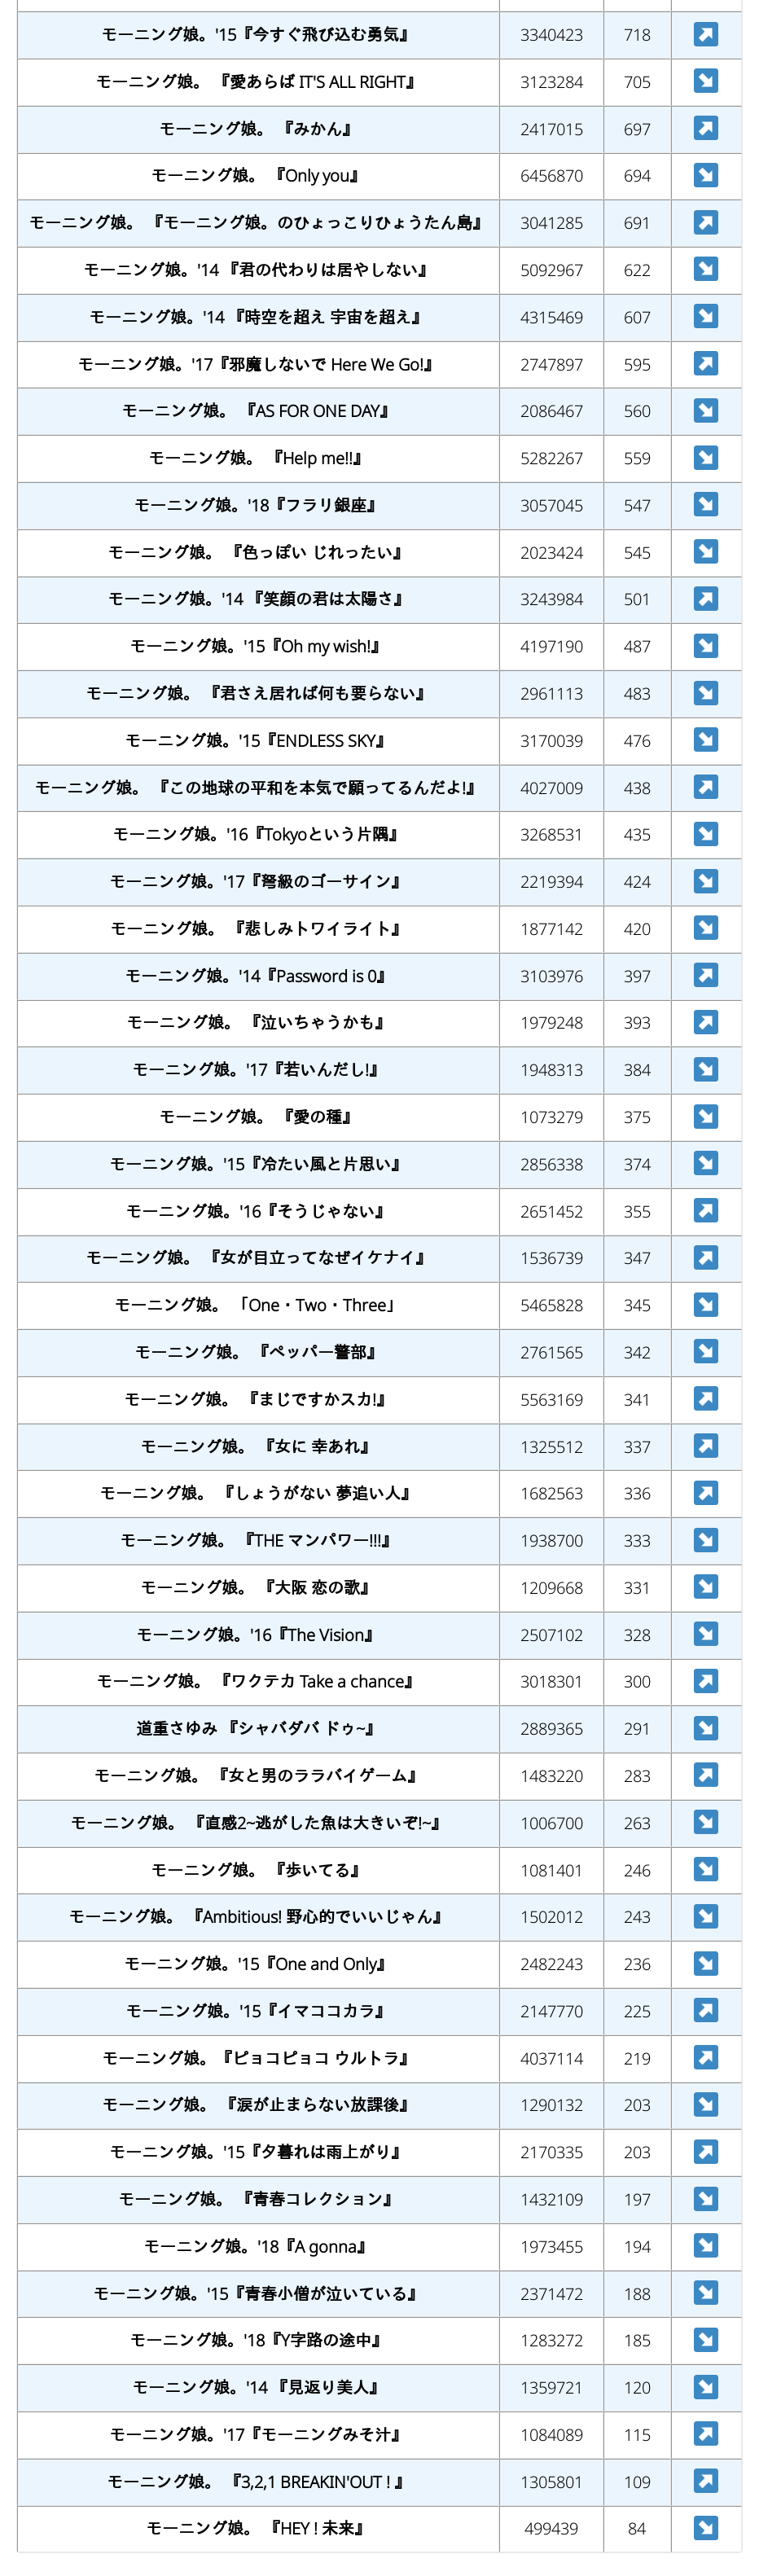 モーニング娘。'15『今すぐ飛び込む勇気』 3340423 718 ↗
モーニング娘。 『愛あらば IT'S ALL RIGHT』 3123284 705 ↘
モーニング娘。 『みかん』 2417015 697 ↗
モーニング娘。 『Only you』 6456870 694 ↘
モーニング娘。 『モーニング娘。のひょっこりひょうたん島』 3041285 691 ↗
モーニング娘。'14 『君の代わりは居やしない』 5092967 622 ↘
モーニング娘。'14 『時空を超え 宇宙を超え』 4315469 607 ↘
モーニング娘。'17『邪魔しないで Here We Go!』 2747897 595 ↗
モーニング娘。 『AS FOR ONE DAY』 2086467 560 ↘
モーニング娘。 『Help me!!』 5282267 559 ↘
モーニング娘。'18『フラリ銀座』 3057045 547 ↘
モーニング娘。 『色っぽい じれったい』 2023424 545 ↘
モーニング娘。'14 『笑顔の君は太陽さ』 3243984 501 ↗
モーニング娘。'15『Oh my wish!』 4197190 487 ↘
モーニング娘。 『君さえ居れば何も要らない』 2961113 483 ↘
モーニング娘。'15『ENDLESS SKY』 3170039 476 ↘
モーニング娘。 『この地球の平和を本気で願ってるんだよ!』 4027009 438 ↗
モーニング娘。'16『Tokyoという片隅』 3268531 435 ↘
モーニング娘。'17『弩級のゴーサイン』 2219394 424 ↘
モーニング娘。 『悲しみトワイライト』 1877142 420 ↘
モーニング娘。'14『Password is 0』 3103976 397 ↗
モーニング娘。 『泣いちゃうかも』 1979248 393 ↗
モーニング娘。'17『若いんだし!』 1948313 384 ↘
モーニング娘。 『愛の種』 1073279 375 ↘
モーニング娘。'15『冷たい風と片思い』 2856338 374 ↘
モーニング娘。'16『そうじゃない』 2651452 355 ↗
モーニング娘。 『女が目立ってなぜイケナイ』 1536739 347 ↗
モーニング娘。 「One・Two・Three」 5465828 345 ↘
モーニング娘。 『ペッパー警部』 2761565 342 ↘
モーニング娘。 『まじですかスカ!』 5563169 341 ↗
モーニング娘。 『女に 幸あれ』 1325512 337 ↗
モーニング娘。 『しょうがない 夢追い人』 1682563 336 ↗
モーニング娘。 『THE マンパワー!!!』 1938700 333 ↘
モーニング娘。 『大阪 恋の歌』 1209668 331 ↘
モーニング娘。'16『The Vision』 2507102 328 ↘
モーニング娘。 『ワクテカ Take a chance』 3018301 300 ↗
道重さゆみ 『シャバダバ ドゥ~』 2889365 291 ↘
モーニング娘。 『女と男のララバイゲーム』 1483220 283 ↗
モーニング娘。 『直感2~逃がした魚は大きいぞ!~』 1006700 263 ↘
モーニング娘。 『歩いてる』 1081401 246 ↘
モーニング娘。 『Ambitious! 野心的でいいじゃん』 1502012 243 ↘
モーニング娘。'15『One and Only』 2482243 236 ↘
モーニング娘。'15『イマココカラ』 2147770 225 ↗
モーニング娘。『ピョコピョコ ウルトラ』 4037114 219 ↗
モーニング娘。 『涙が止まらない放課後』 1290132 203 ↘
モーニング娘。'15『夕暮れは雨上がり』 2170335 203 ↗
モーニング娘。 『青春コレクション』 1432109 197 ↘
モーニング娘。'18『A gonna』 1973455 194 ↘
モーニング娘。'15『青春小僧が泣いている』 2371472 188 ↘
モーニング娘。'18『Y字路の途中』 1283272 185 ↘
モーニング娘。'14 『見返り美人』 1359721 120 ↘
モーニング娘。'17『モーニングみそ汁』 1084089 115 ↗
モーニング娘。 『3,2,1 BREAKIN'OUT ! 』 1305801 109 ↗
モーニング娘。 『HEY ! 未来』 499439 84 ↘